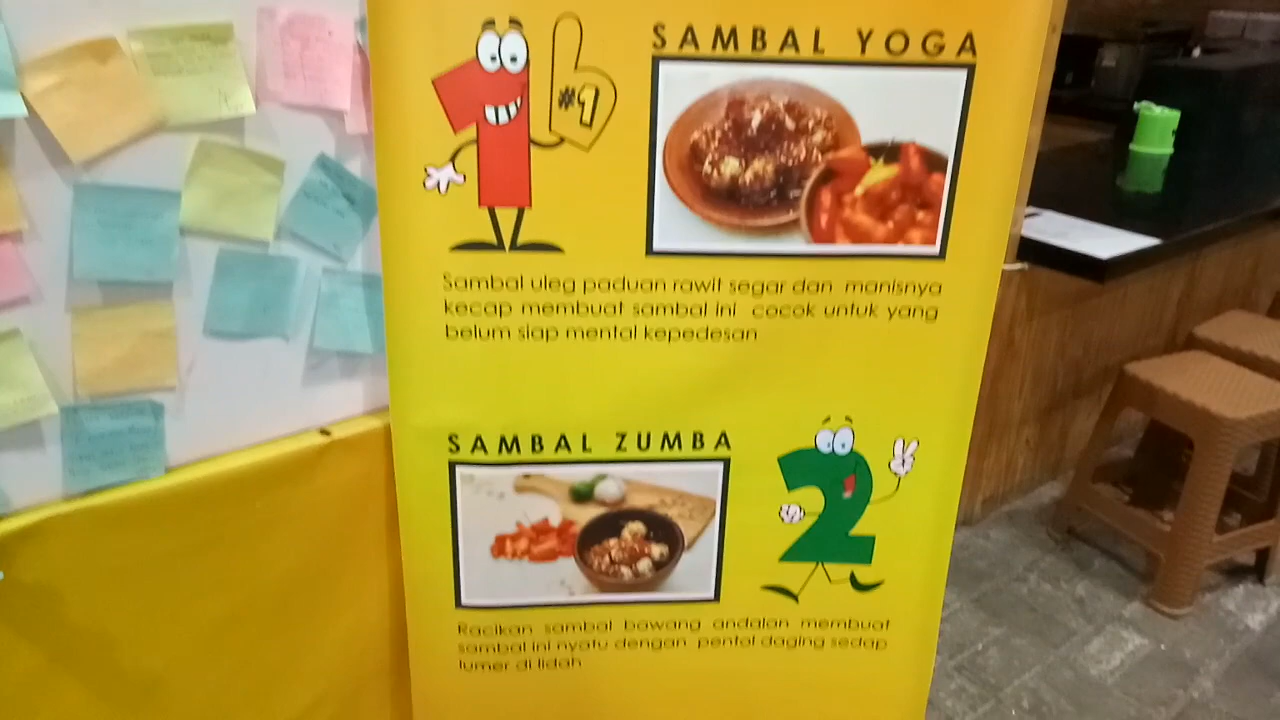 #1
SAMBAL YOGA
Sambal uleg paduan rawit segar dan manisnya
kecap membuat sambal ini cocok untuk yang
belum siap mental kepedesan
SAMBAL ZUMBA
Racikan sambal bawang andalan membuat
sambal ini nyatu dengan pentol daging sedap
lumer di lidah